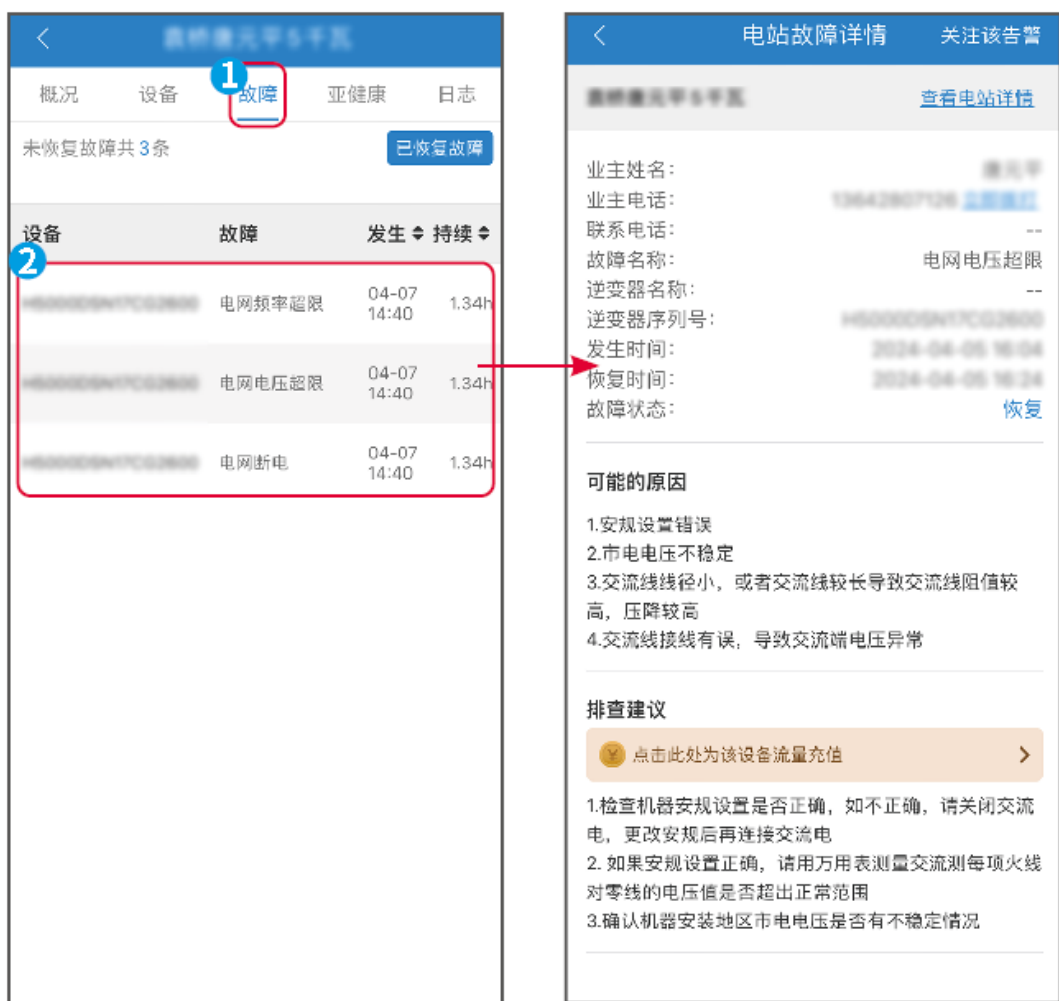 概况 设备 1 故障 亚健康 日志
未恢复故障共3条 已恢复故障
设备 故障 发生 持续
2
电网频率超限 04-07 14:40 1.34h
电网电压超限 04-07 14:40 1.34h
电网断电 04-07 14:40 1.34h
电站故障详情 关注该告警
查看电站详情
业主姓名：
业主电话：
联系电话： --
故障名称： 电网电压超限
逆变器名称： --
逆变器序列号：
发生时间：
恢复时间：
故障状态： 恢复
可能的原因
1.安规设置错误
2.市电电压不稳定
3.交流线线径小，或者交流线较长导致交流线阻值较
高，压降较高
4.交流线接线有误，导致交流端电压异常
排查建议
¥ 点击此处为该设备流量充值
1.检查机器安规设置是否正确，如不正确，请关闭交流
电，更改安规后再连接交流电
2. 如果安规设置正确，请用万用表测量交流测每项火线
对零线的电压值是否超出正常范围
3.确认机器安装地区市电电压是否有不稳定情况